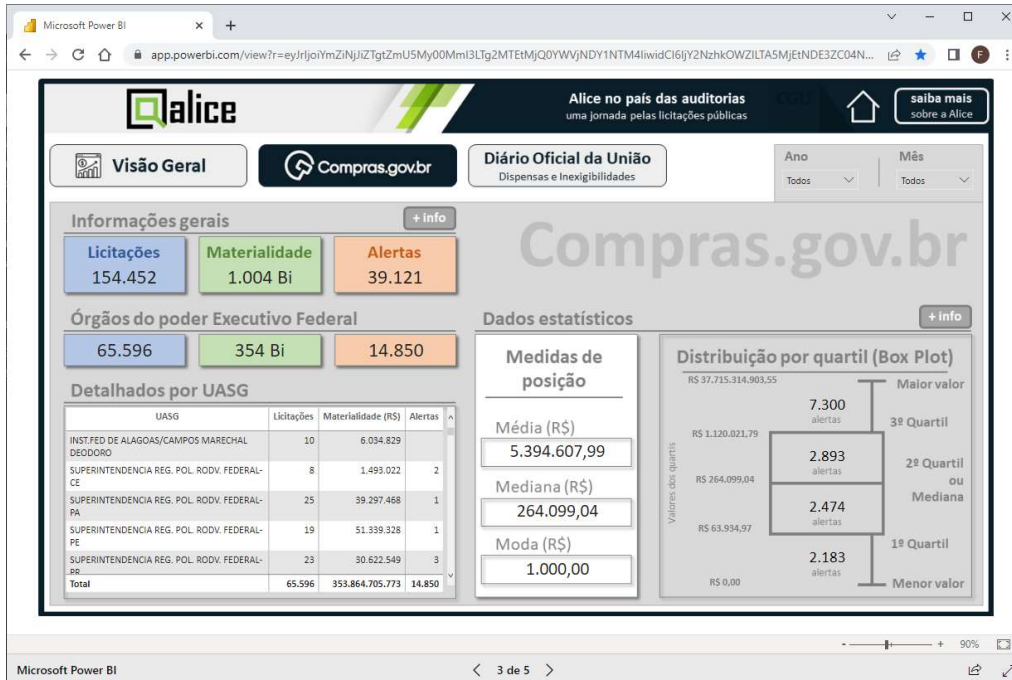 Microsoft Power BI
app.powerbi.com/view?r=eyJrIjoiYmZiNjJiZTgtZmU5My00MmI3LTg2MTEtMjQ0YWVjNDY1NTM4IiwidCI6IjY2NzhkOWZILTA5MjEtNDE3ZC04N...
F
alice
Alice no país das auditorias
uma jornada pelas licitações públicas
CGU
saiba mais
sobre a Alice
Visão Geral
Compras.gov.br
Diário Oficial da União
Dispensas e Inexigibilidades
Ano
Mês
Todos
Todos
Informações gerais
+ info
Compras.gov.br
Licitações
154.452
Materialidade
1.004 Bi
Alertas
39.121
Órgãos do poder Executivo Federal
65.596
354 Bi
14.850
Detalhados por UASG
UASG Licitações Materialidade (R$) Alertas
INST.FED DE ALAGOAS/CAMPOS MARECHAL DEODORO 10 6.034.829
SUPERINTENDENCIA REG. POL. RODV. FEDERAL-CE 8 1.493.022 2
SUPERINTENDENCIA REG. POL. RODV. FEDERAL-PA 25 39.297.468 1
SUPERINTENDENCIA REG. POL. RODV. FEDERAL-PE 19 51.339.328 1
SUPERINTENDENCIA REG. POL. RODV. FEDERAL-PR 23 30.622.549 3
Total 65.596 353.864.705.773 14.850
Dados estatísticos
+ info
Medidas de
posição
Média (R$)
5.394.607,99
Mediana (R$)
264.099,04
Moda (R$)
1.000,00
Distribuição por quartil (Box Plot)
Valores dos quartis
R$ 37.715.314.903,55
Maior valor
7.300
alertas
3º Quartil
R$ 1.120.021,79
2.893
alertas
2º Quartil
ou
Mediana
R$ 264.099,04
2.474
alertas
R$ 63.934,97
1º Quartil
2.183
alertas
R$ 0,00
Menor valor
- + 90%
Microsoft Power BI
3 de 5